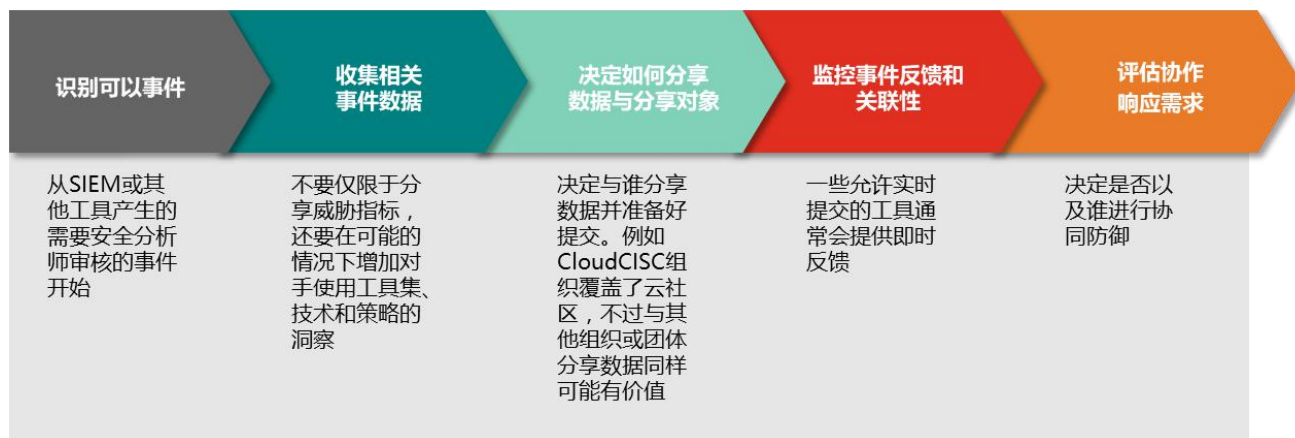 识别可以事件
收集相关
事件数据
决定如何分享
数据与分享对象
监控事件反馈和
关联性
评估协作
响应需求
从SIEM或其
他工具产生的
需要安全分析
师审核的事件
开始
不要仅限于分
享威胁指标，
还要在可能的
情况下增加对
手使用工具集、
技术和策略的
洞察
决定与谁分享
数据并准备好
提交。例如
CloudCISC组
织覆盖了云社
区，不过与其
他组织或团体
分享数据同样
可能有价值
一些允许实时
提交的工具通
常会提供即时
反馈
决定是否以
及谁进行协
同防御